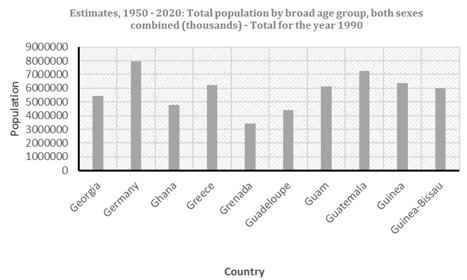 Estimates, 1950 - 2020: Total population by broad age group, both sexes
combined (thousands) - Total for the year 1990
Population
9000000
8000000
7000000
6000000
5000000
4000000
3000000
2000000
1000000
0
Georgia
Germany
Ghana
Greece
Grenada
Guadeloupe
Guam
Guatemala
Guinea
Guinea-Bissau
Country